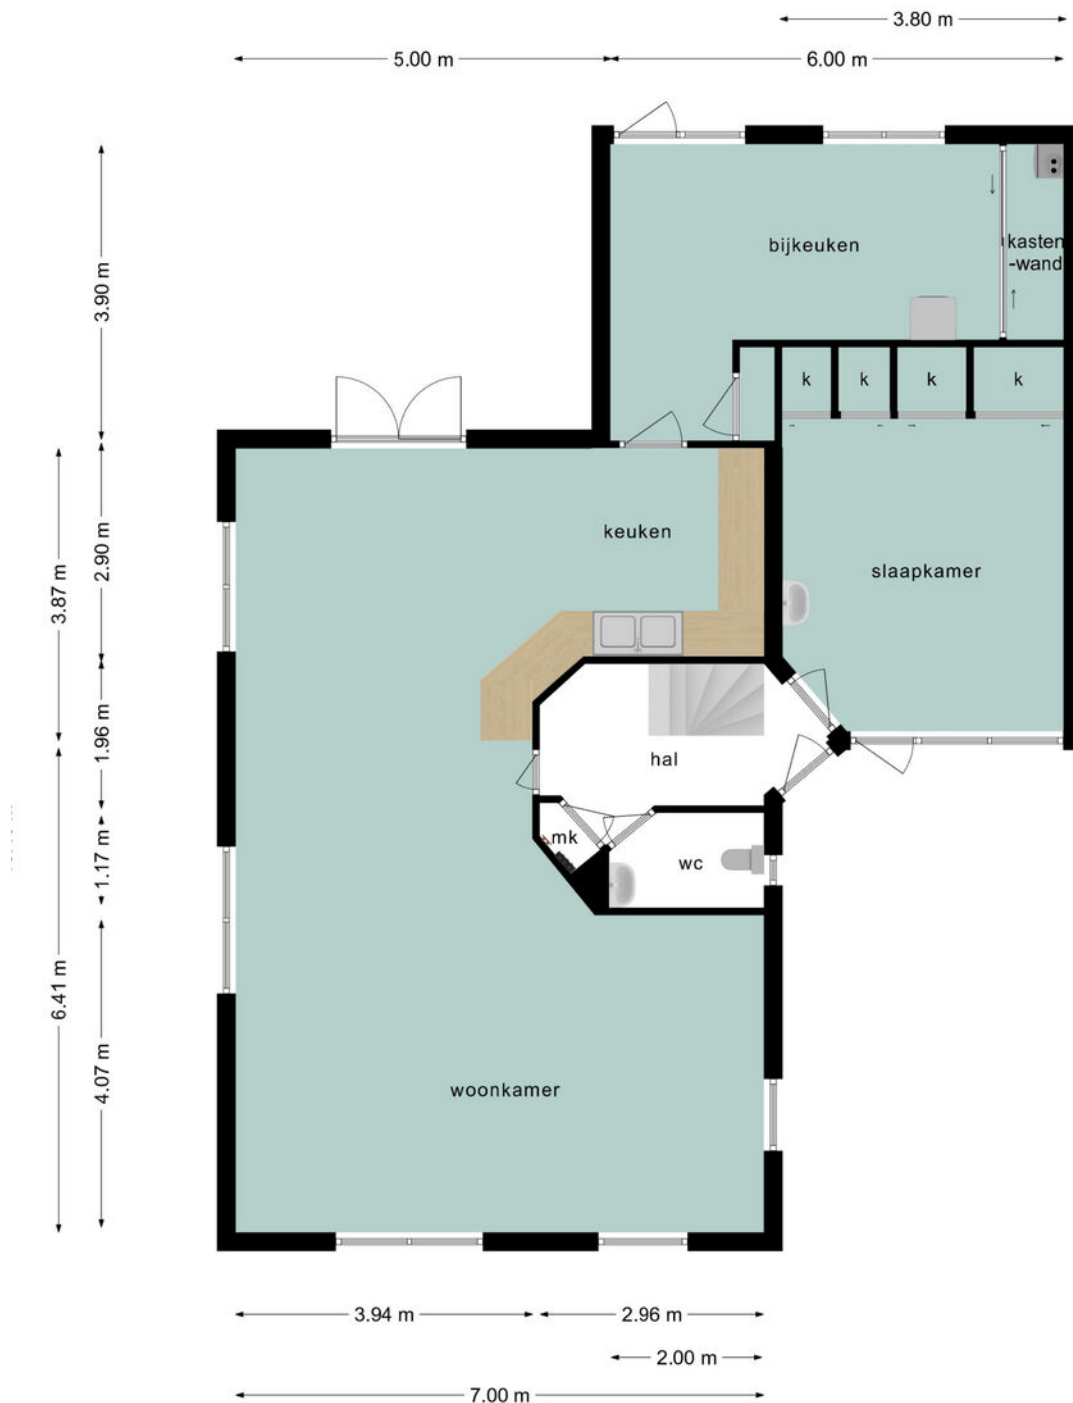 3.80 m
5.00 m
6.00 m
3.90 m
bijkeuken
kasten
-wand
k
k
k
k
2.90 m
3.87 m
keuken
slaapkamer
1.96 m
hal
1.17 m
mk
wc
6.41 m
4.07 m
woonkamer
3.94 m
2.96 m
2.00 m
7.00 m